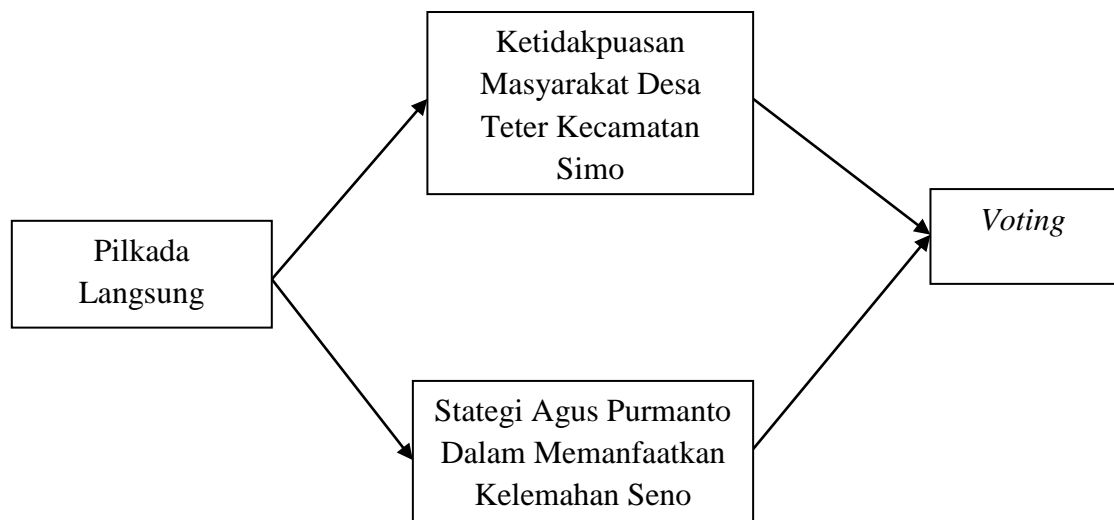 Ketidakpuasan
Masyarakat Desa
Teter Kecamatan
Simo
Voting
Pilkada
Langsung
Stategi Agus Purmanto
Dalam Memanfaatkan
Kelemahan Seno